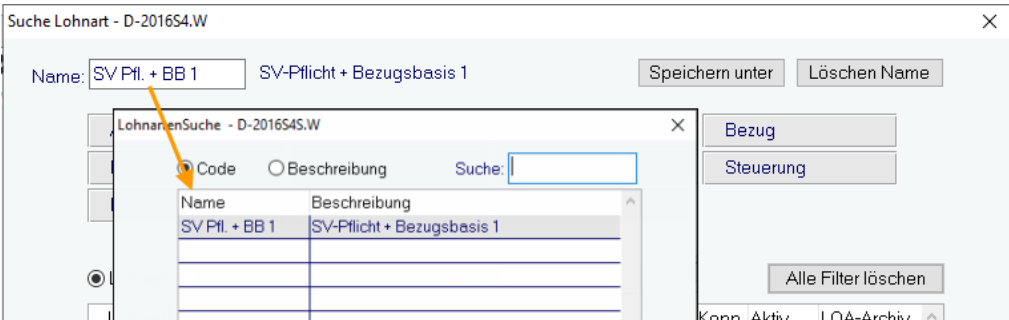 Suche Lohnart - D-2016S4.W
Name: SV Pfl. + BB 1 SV-Pflicht + Bezugsbasis 1 Speichern unter Löschen Name
LohnartenSuche - D-2016S4S.W
Bezug
Code Beschreibung Suche:
Steuerung
Name Beschreibung
SV Pfl. + BB 1 SV-Pflicht + Bezugsbasis 1
Alle Filter löschen
Konn Aktiv LOA-Archiv